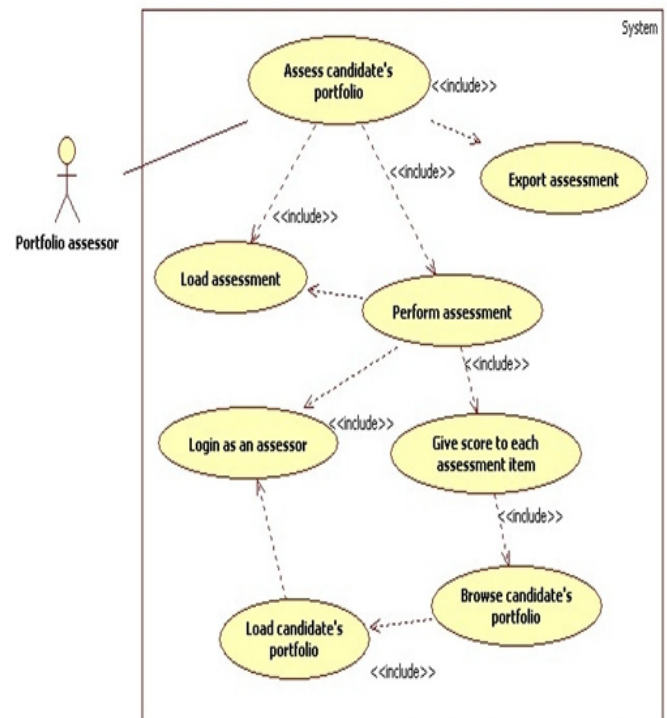 System
Assess candidate's
portfolio
<<include>>
Export assessment
<<include>>
<<include>>
Portfolio assessor
Load assessment
Perform assessment
<<include>>
<<include>>
Login as an assessor
Give score to each
assessment item
<<include>>
Browse candidate's
portfolio
Load candidate's
portfolio
<<include>>